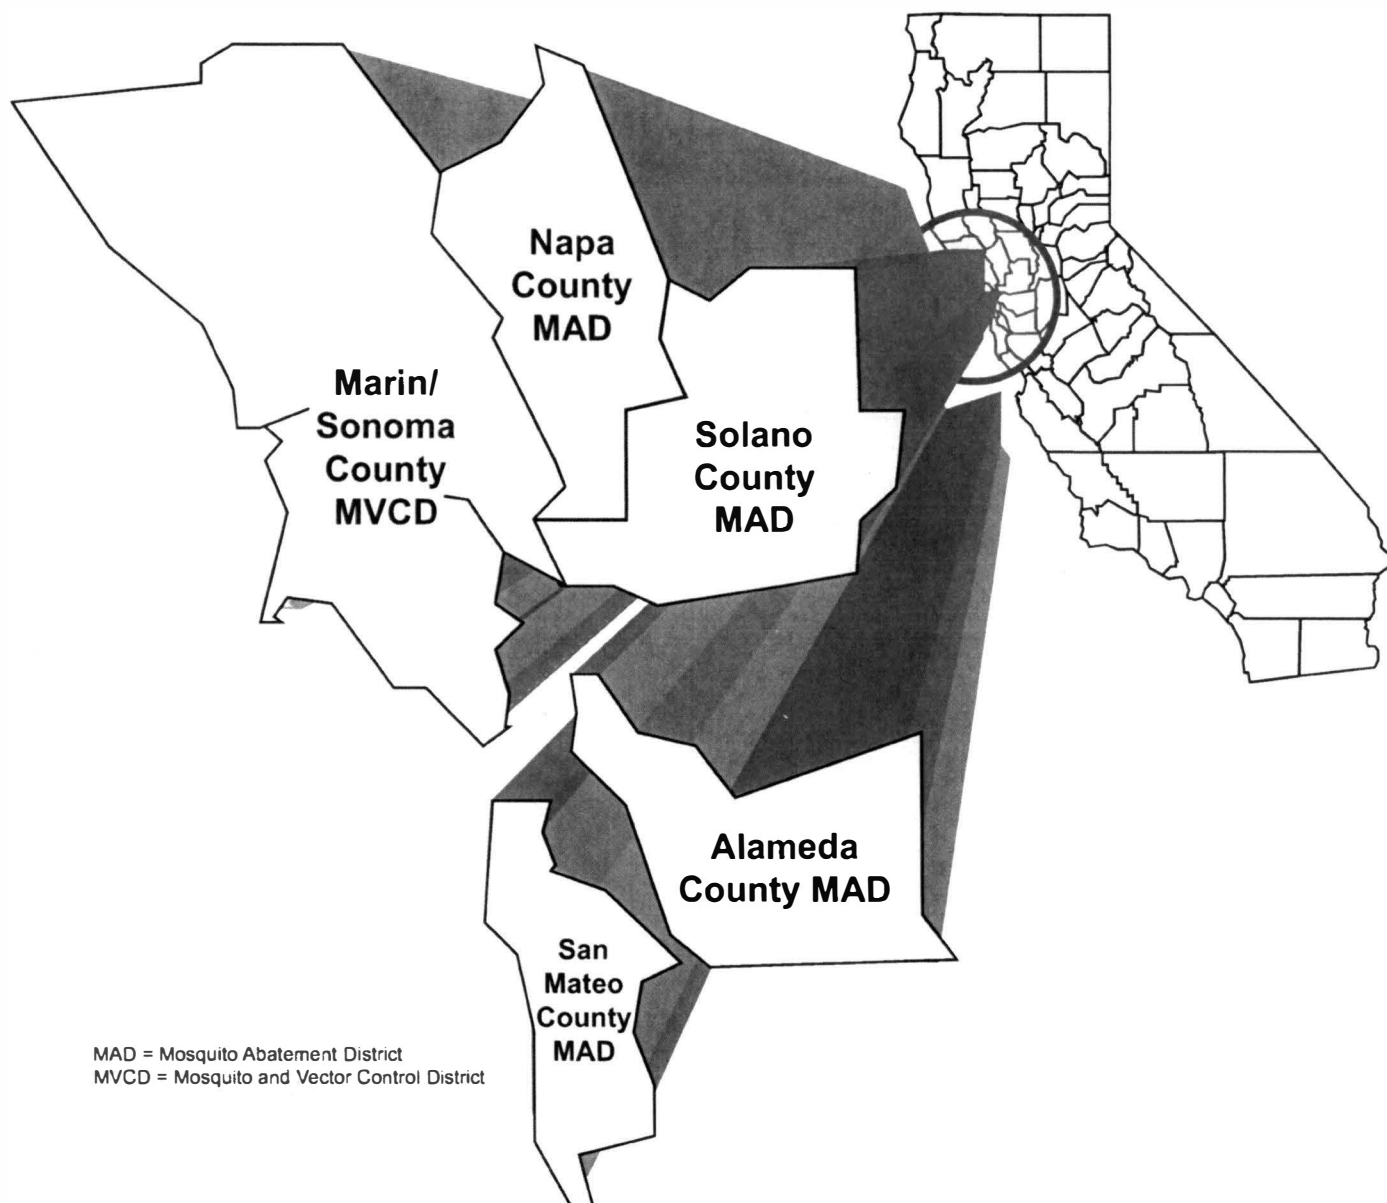 Napa
County
MAD
Marin/
Sonoma
County
MVCD
Solano
County
MAD
Alameda
County MAD
San
Mateo
County
MAD
MAD = Mosquito Abatement District
MVCD = Mosquito and Vector Control District